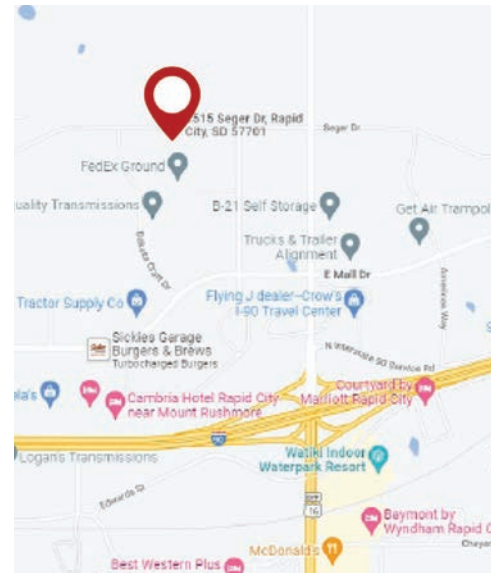 515 Seger Dr, Rapid
City, SD 57701
Seger Dr
FedEx Ground
uality Transmissions
B-21 Self Storage
Get Air Trampol
Trucks & Trailer
Alignment
Dakota Craft Dr
E Mall Dr
Tractor Supply Co
Flying J dealer-Crow's
I-90 Travel Center
Sickies Garage
Burgers & Brews
Turbocharged Burgers
N Interstate 90 Service Rd
Courtyard by
Marriott Rapid City
Cambria Hotel Rapid City
near Mount Rushmore
90
Logan's Transmissions
Watiki Indoor
Waterpark Resort
Edwards St
16
Baymont by
Wyndham Rapid C
McDonald's
Best Western Plus